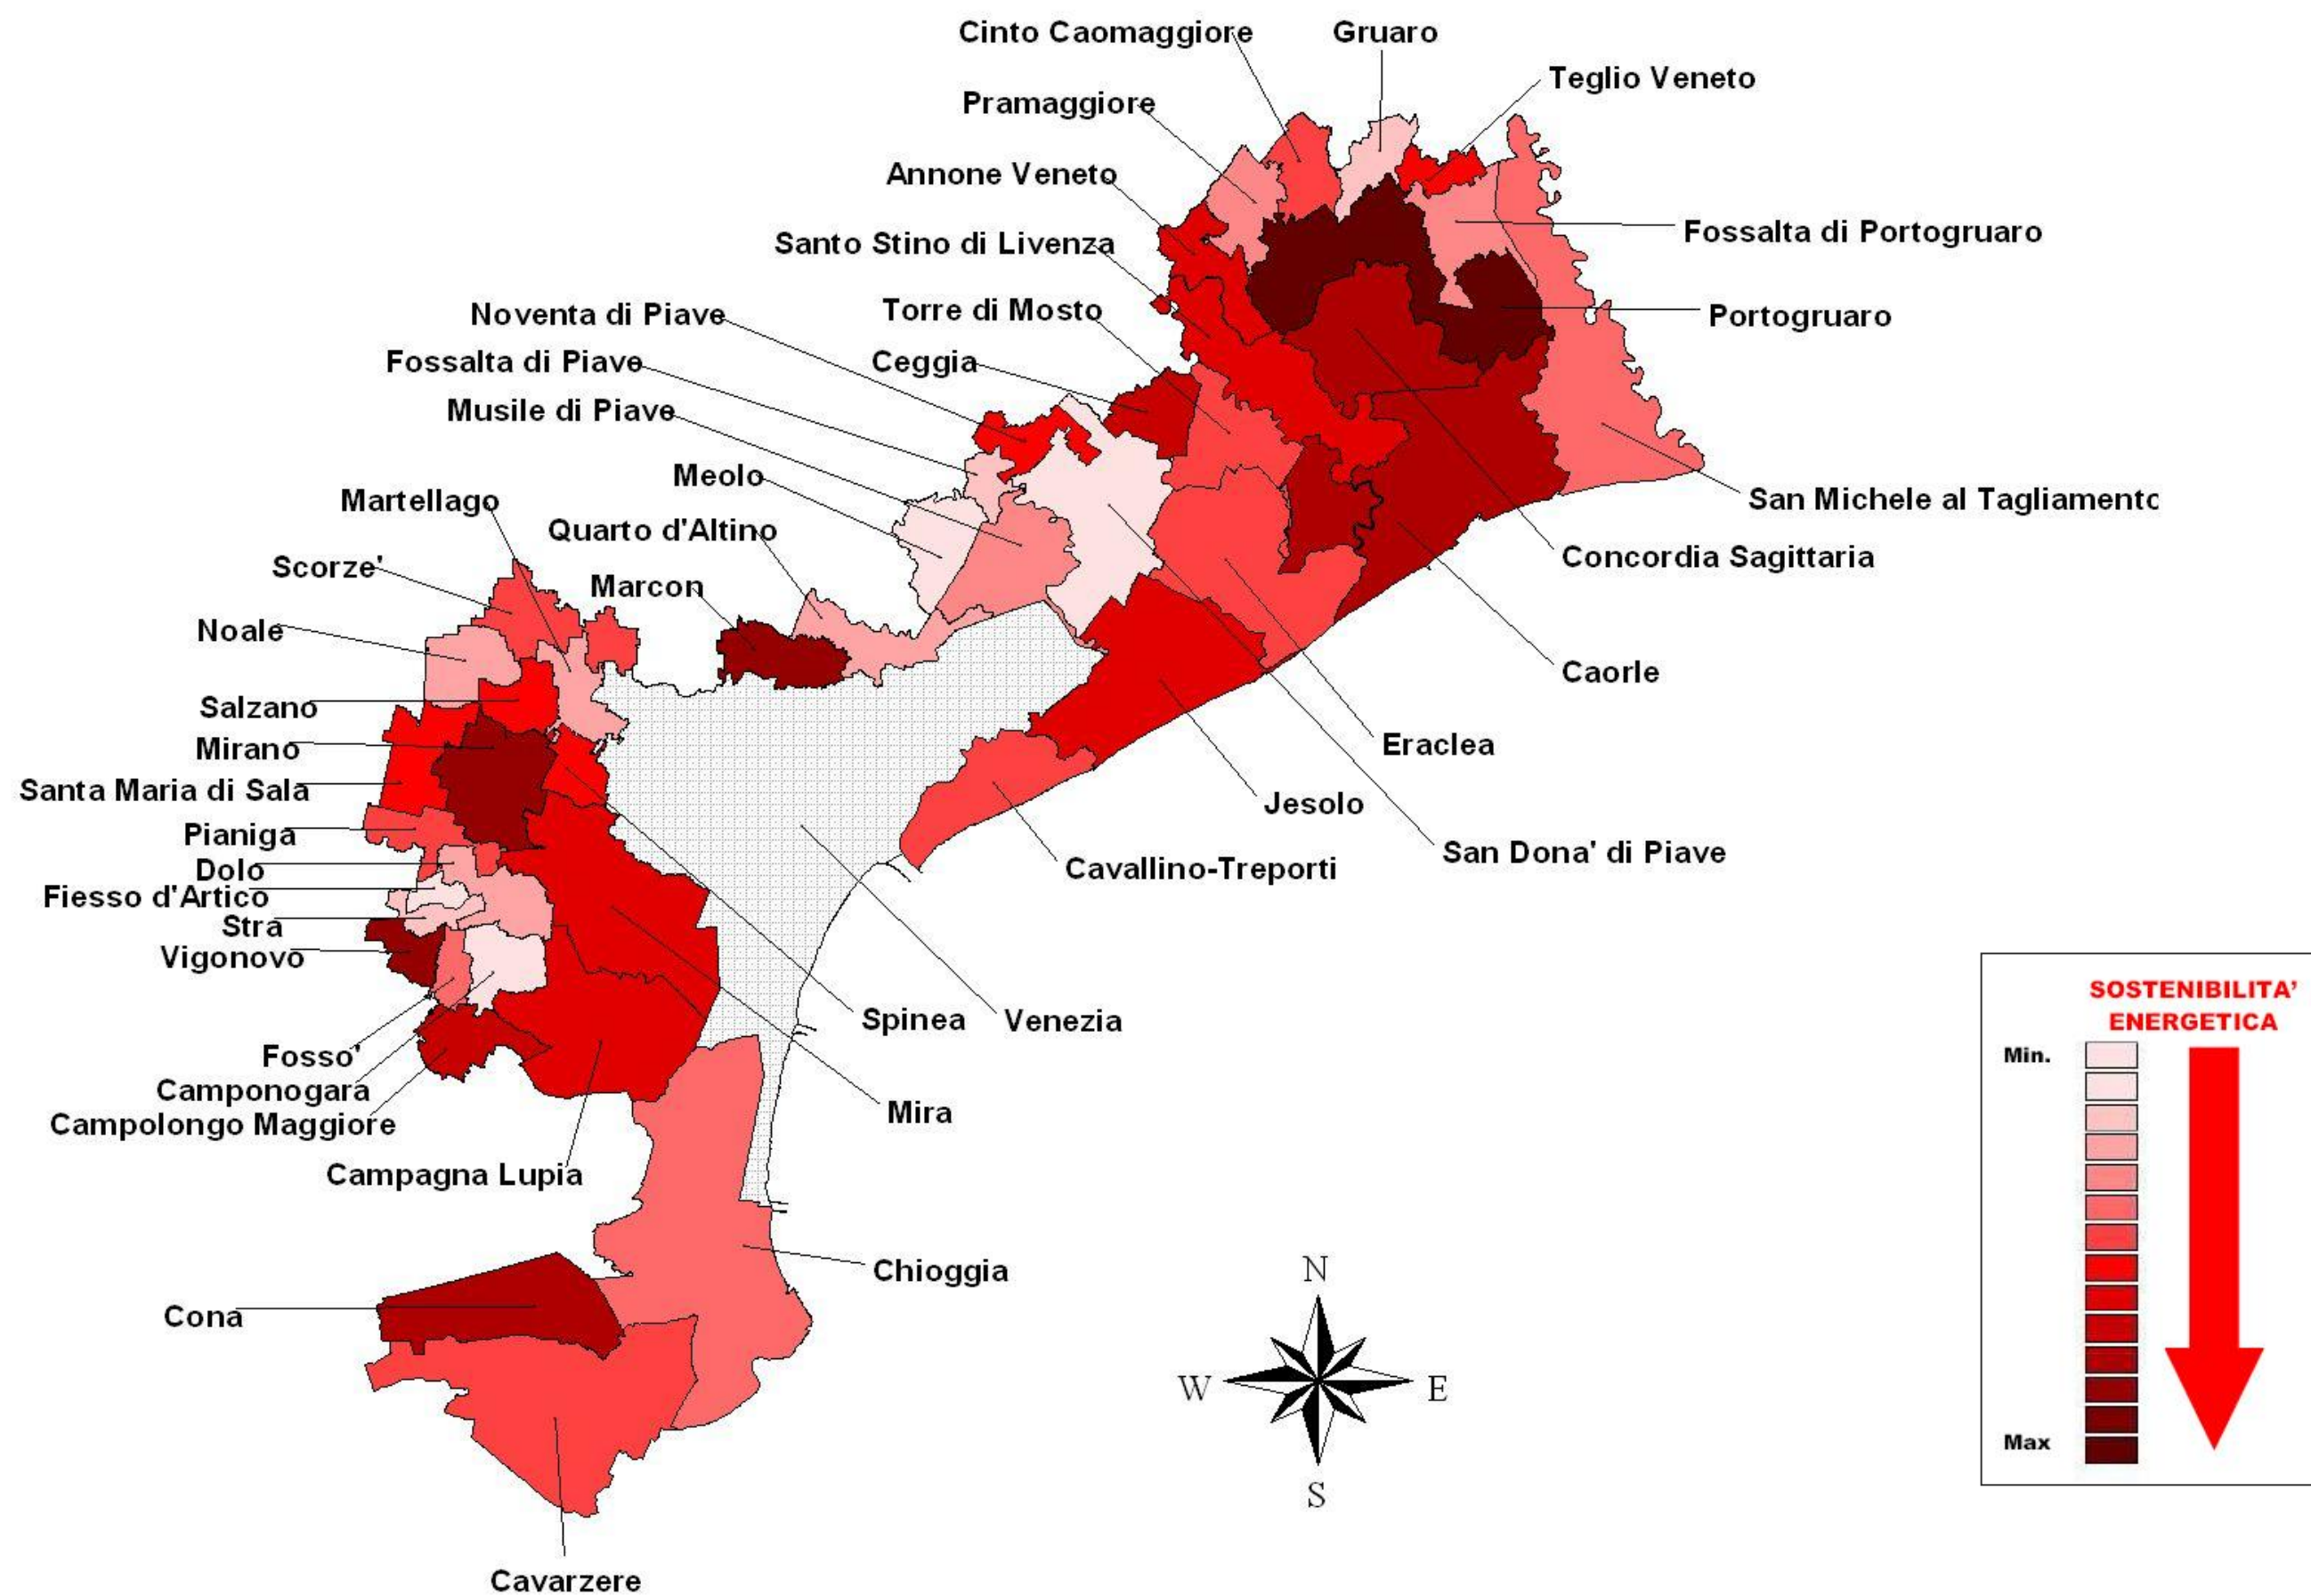 Cinto Caomaggiore
Gruaro
Teglio Veneto
Pramaggiore
Annone Veneto
Fossalta di Portogruaro
Santo Stino di Livenza
Torre di Mosto
Noventa di Piave
Portogruaro
Fossalta di Piave
Ceggia
Musile di Piave
Meolo
Martellago
San Michele al Tagliamento
Quarto d'Altino
Concordia Sagittaria
Scorze'
Marcon
Noale
Caorle
Salzano
Eraclea
Mirano
Santa Maria di Sala
Jesolo
Pianiga
San Dona' di Piave
Dolo
Cavallino-Treporti
Fiesso d'Artico
Stra
Vigonovo
SOSTENIBILITA'
ENERGETICA
Spinea
Venezia
Min.
Fosso'
Camponogara
Mira
Campolongo Maggiore
Campagna Lupia
Chioggia
N
Cona
W
E
Max
S
Cavarzere